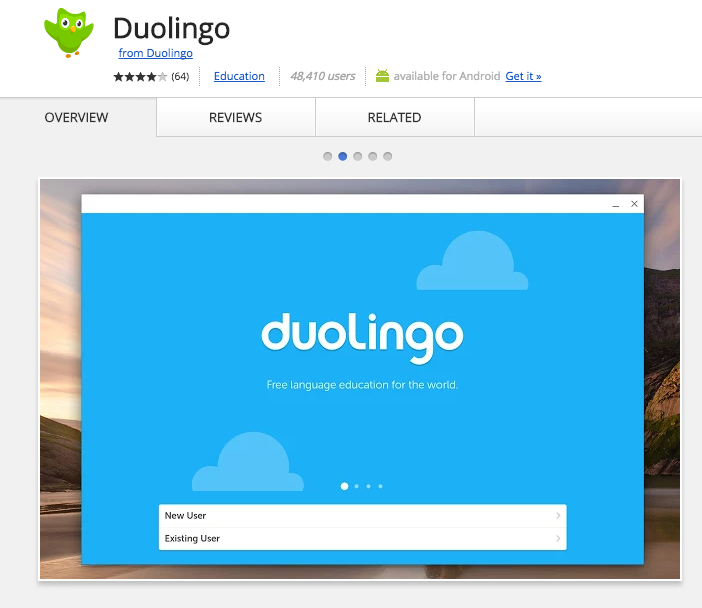 Duolingo
from Duolingo
(64) Education 48,410 users available for Android Get it »
OVERVIEW REVIEWS RELATED
duolingo
Free language education for the world.
New User
Existing User